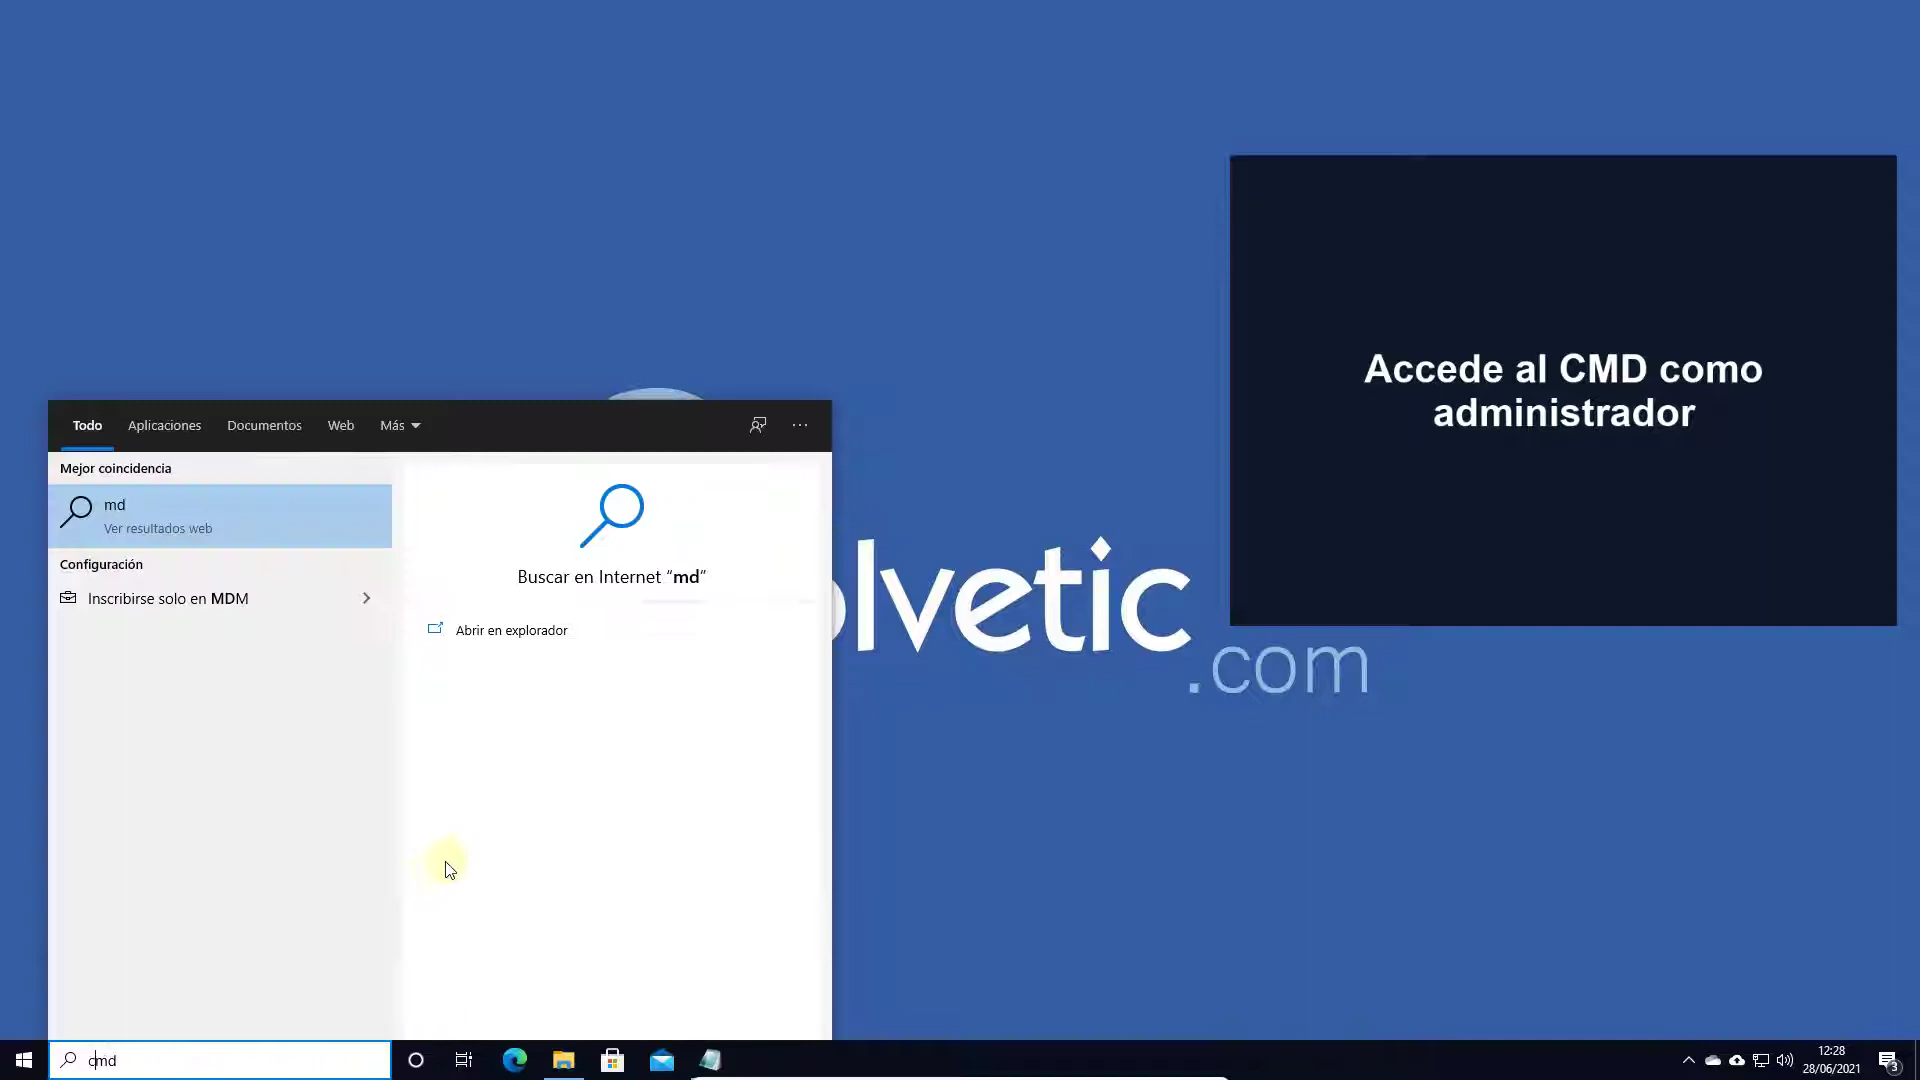 Accede al CMD como
administrador
Todo
Aplicaciones
Documentos
Web
Más
Mejor coincidencia
md
Ver resultados web
Configuración
Inscribirse solo en MDM
Buscar en Internet “md”
Abrir en explorador
lvetic
.com
cmd
12:28
28/06/2021
3